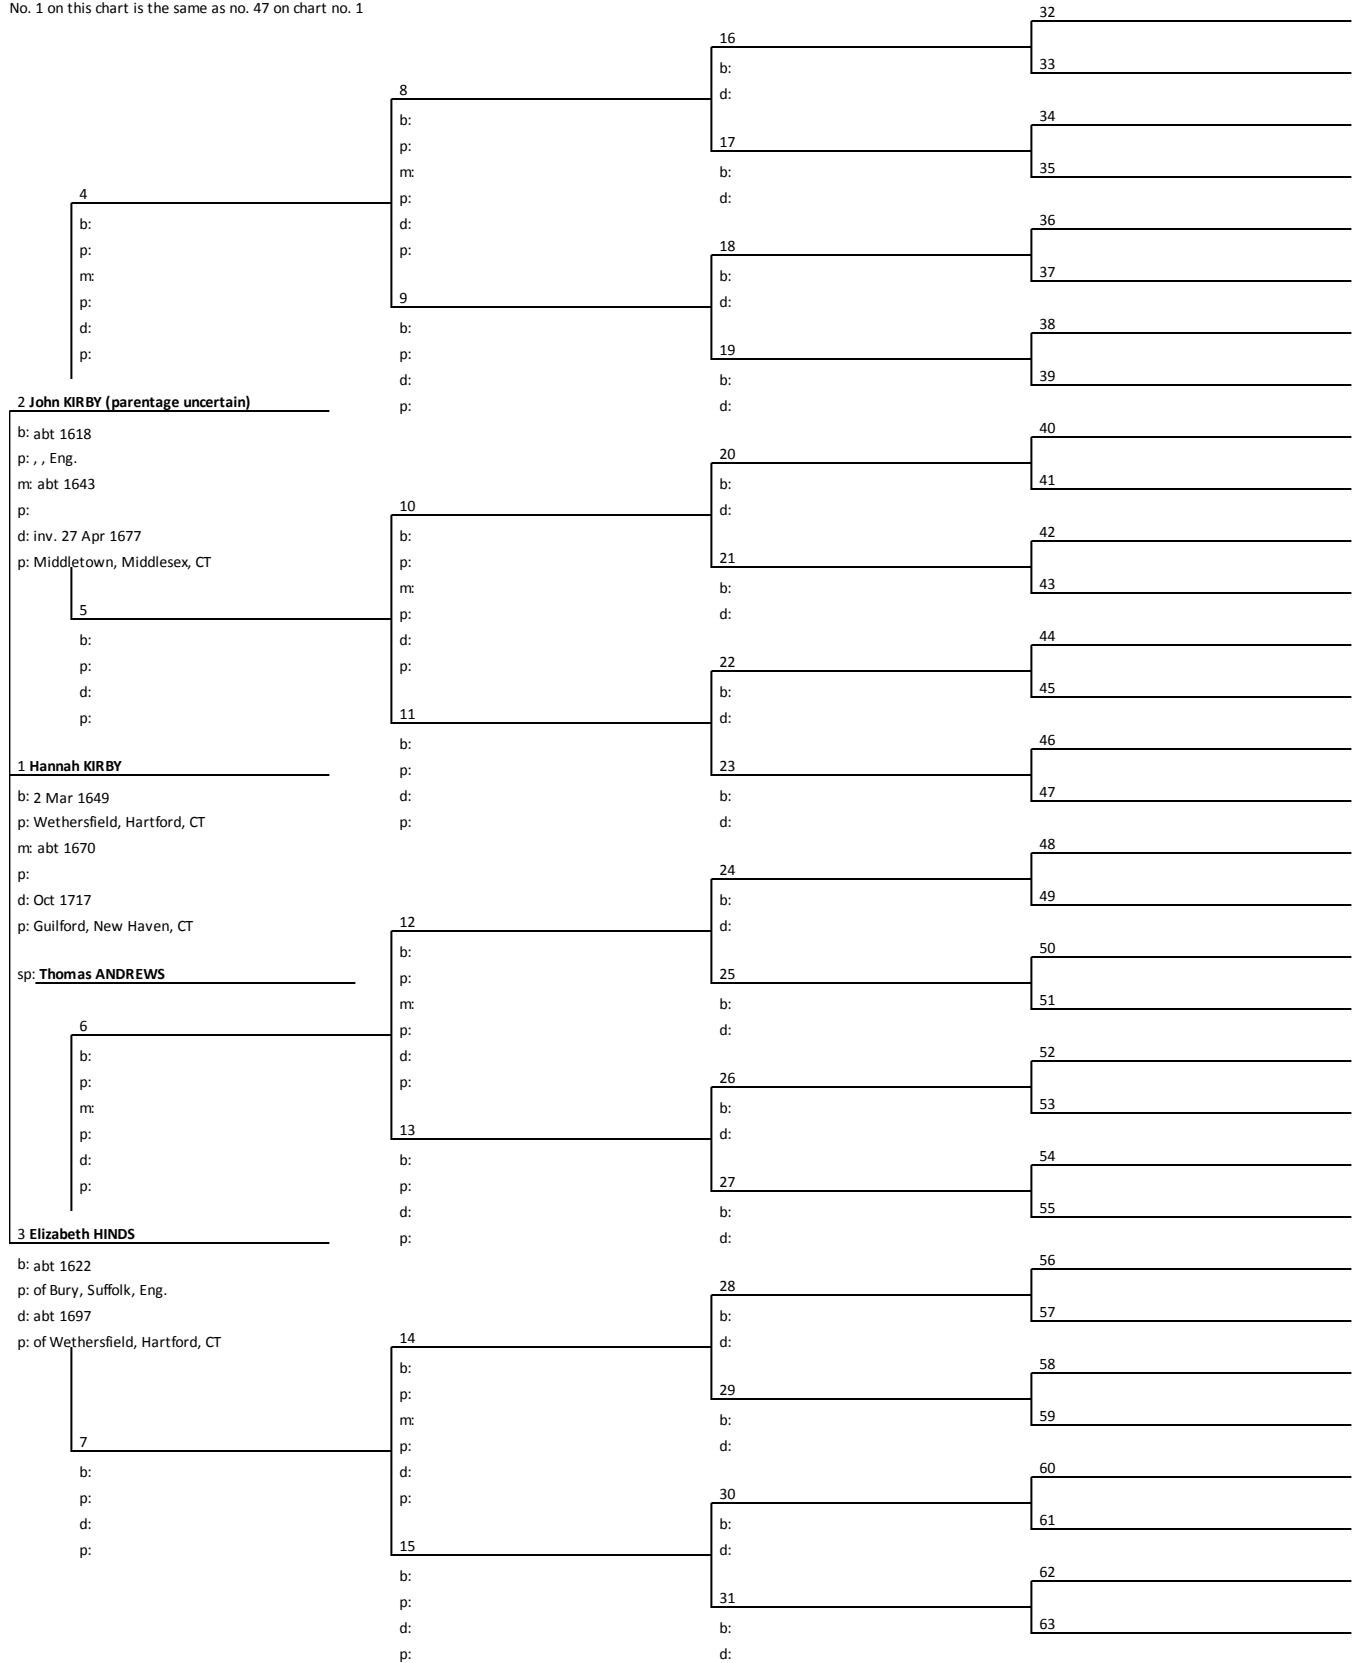 No. 1 on this chart is the same as no. 47 on chart no. 1
4
b:
p:
m:
p:
d:
p:
2 John KIRBY (parentage uncertain)
b: abt 1618
p: , , Eng.
m: abt 1643
p:
d: inv. 27 Apr 1677
p: Middletown, Middlesex, CT
5
b:
p:
d:
p:
1 Hannah KIRBY
b: 2 Mar 1649
p: Wethersfield, Hartford, CT
m: abt 1670
p:
d: Oct 1717
p: Guilford, New Haven, CT
sp: Thomas ANDREWS
6
b:
p:
m:
p:
d:
p:
3 Elizabeth HINDS
b: abt 1622
p: of Bury, Suffolk, Eng.
d: abt 1697
p: of Wethersfield, Hartford, CT
7
b:
p:
d:
p:
8
b:
p:
m:
p:
d:
p:
9
b:
p:
d:
p:
10
b:
p:
m:
p:
d:
p:
11
b:
p:
d:
p:
12
b:
p:
m:
p:
d:
p:
13
b:
p:
d:
p:
14
b:
p:
m:
p:
d:
p:
15
b:
p:
d:
p:
16
b:
d:
17
b:
d:
18
b:
d:
19
b:
d:
20
b:
d:
21
b:
d:
22
b:
d:
23
b:
d:
24
b:
d:
25
b:
d:
26
b:
d:
27
b:
d:
28
b:
d:
29
b:
d:
30
b:
d:
31
b:
d:
32
33
34
35
36
37
38
39
40
41
42
43
44
45
46
47
48
49
50
51
52
53
54
55
56
57
58
59
60
61
62
63